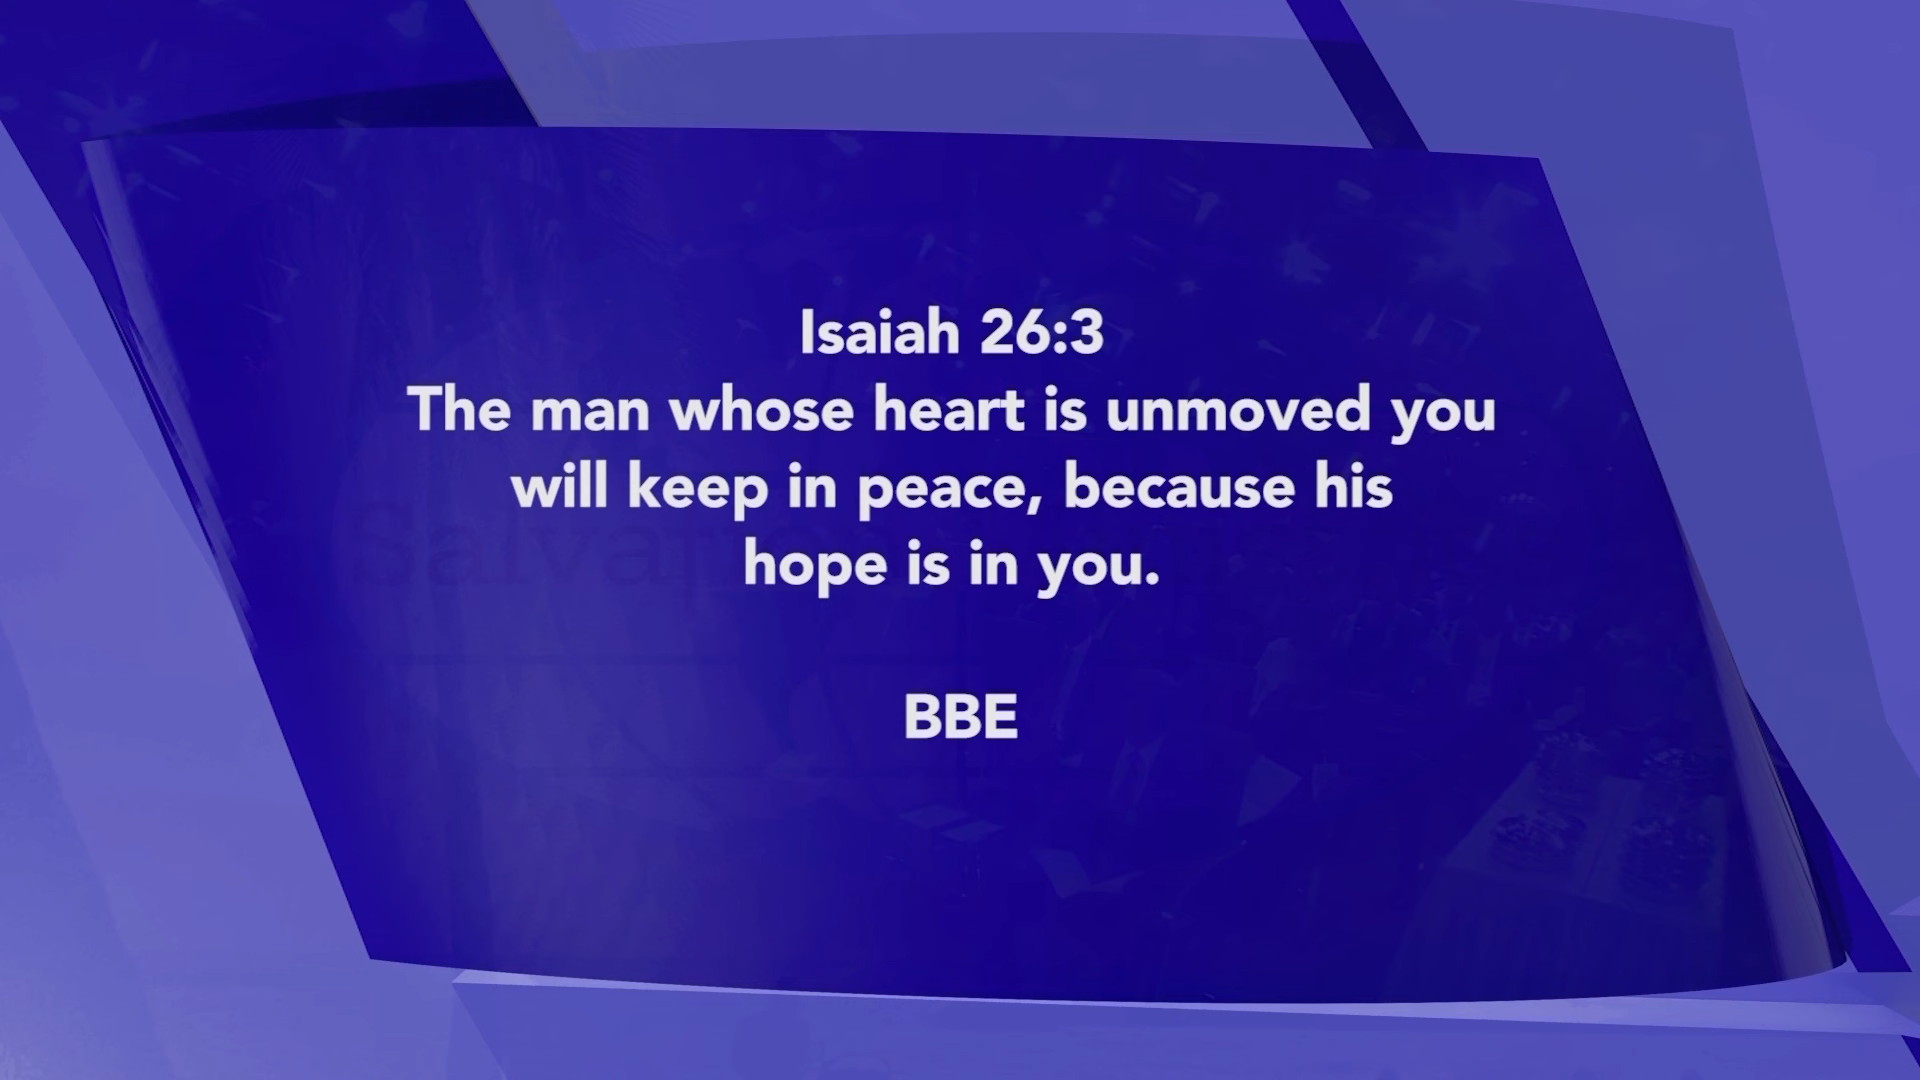 Isaiah 26:3
The man whose heart is unmoved you
will keep in peace, because his
hope is in you.
BBE